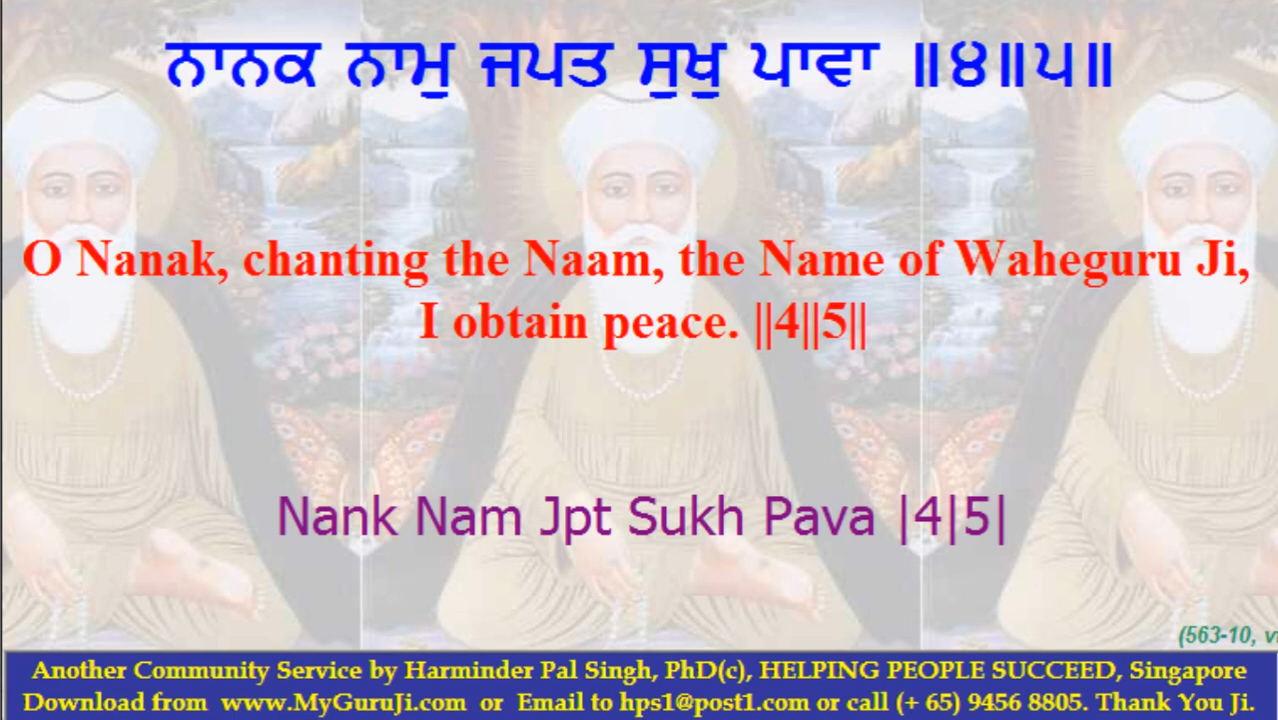 ਨਾਨਕ ਨਾਮੁ ਜਪਤ ਸੁਖੁ ਪਾਵਾ ॥੪॥੫॥
O Nanak, chanting the Naam, the Name of Waheguru Ji,
I obtain peace. ||4||5||
Nank Nam Jpt Sukh Pava |4|5|
(563-10,
Another Community Service by Harminder Pal Singh, PhD(c), HELPING PEOPLE SUCCEED, Singapore
Download from www.MyGuruJi.com or Email to hps1@post1.com or call (+ 65) 9456 8805. Thank You Ji.